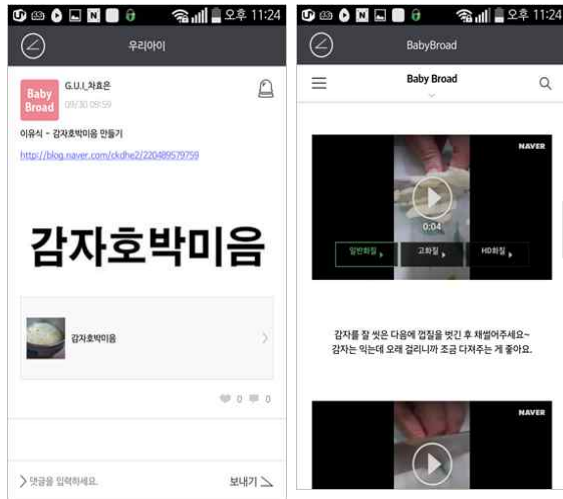 오후 11:24
우리아이
Baby Broad
G.U.I_차효은
09/30 09:59
이유식 - 감자호박미음 만들기
http://blog.naver.com/ckdhe2/220489579759
감자호박미음
감자호박미음
0 0
댓글을 입력하세요.
보내기
오후 11:24
BabyBroad
Baby Broad
NAVER
0:04
일반화질 고화질 HD화질
감자를 잘 씻은 다음에 껍질을 벗긴 후 채썰어주세요~
감자는 익는데 오래 걸리니까 조금 다져주는 게 좋아요.
NAVER